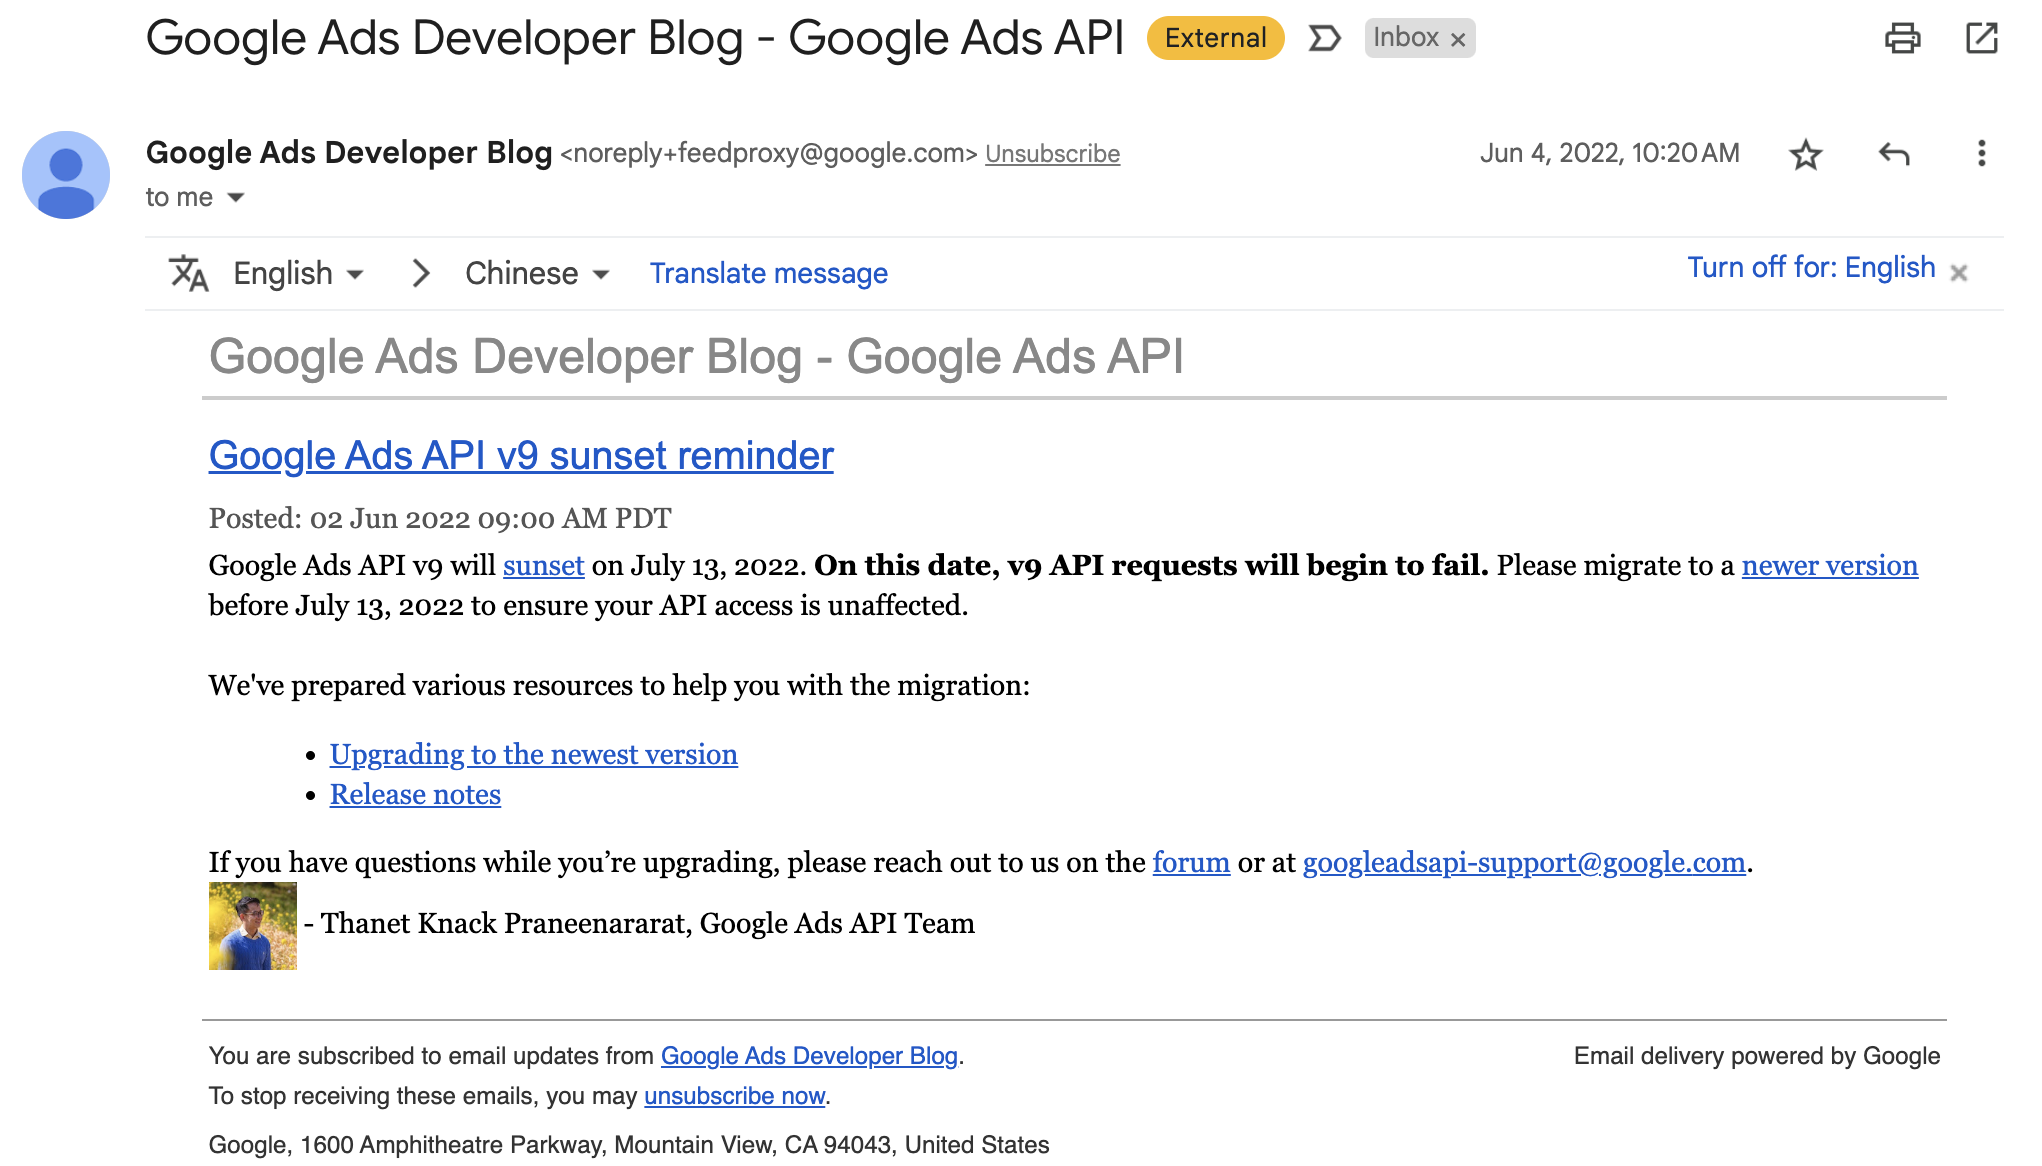 Google Ads Developer Blog - Google Ads API External Inbox ×
Google Ads Developer Blog <noreply+feedproxy@google.com> Unsubscribe Jun 4, 2022, 10:20 AM
to me
English Chinese Translate message Turn off for: English ×
Google Ads Developer Blog - Google Ads API
Google Ads API v9 sunset reminder
Posted: 02 Jun 2022 09:00 AM PDT
Google Ads API v9 will sunset on July 13, 2022. On this date, v9 API requests will begin to fail. Please migrate to a newer version
before July 13, 2022 to ensure your API access is unaffected.
We've prepared various resources to help you with the migration:
• Upgrading to the newest version
• Release notes
If you have questions while you’re upgrading, please reach out to us on the forum or at googleadsapi-support@google.com.
- Thanet Knack Praneenararat, Google Ads API Team
You are subscribed to email updates from Google Ads Developer Blog. Email delivery powered by Google
To stop receiving these emails, you may unsubscribe now.
Google, 1600 Amphitheatre Parkway, Mountain View, CA 94043, United States